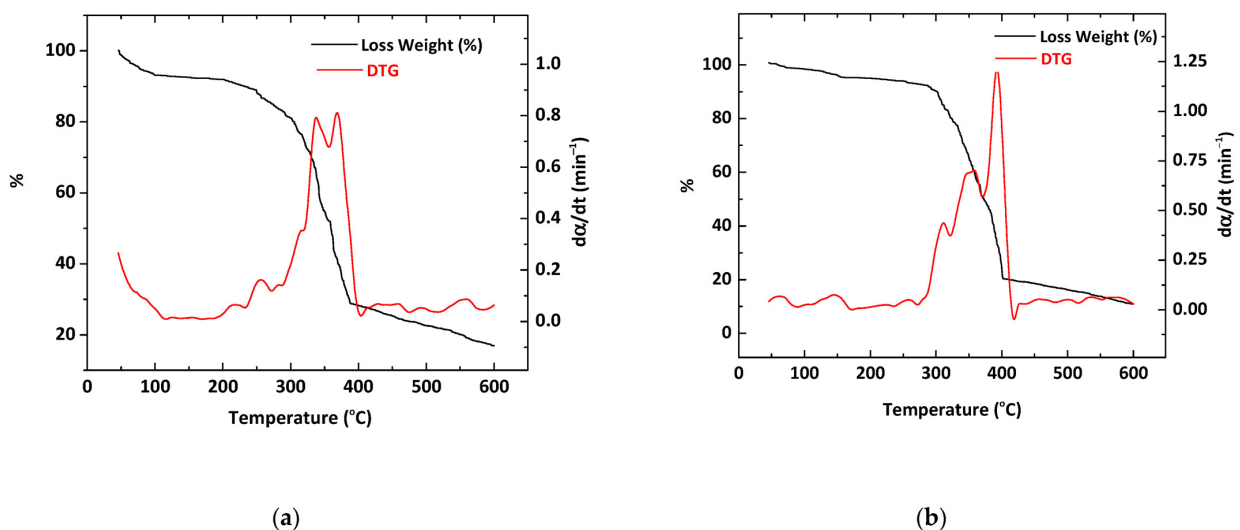 Loss Weight (%)
DTG
100
80
60
40
20
%
1.0
0.8
0.6
0.4
0.2
0.0
dα/dt (min⁻¹)
0 100 200 300 400 500 600
Temperature (°C)
(a)
Loss Weight (%)
DTG
100
80
60
40
20
0
%
1.25
1.00
0.75
0.50
0.25
0.00
dα/dt (min⁻¹)
0 100 200 300 400 500 600
Temperature (°C)
(b)